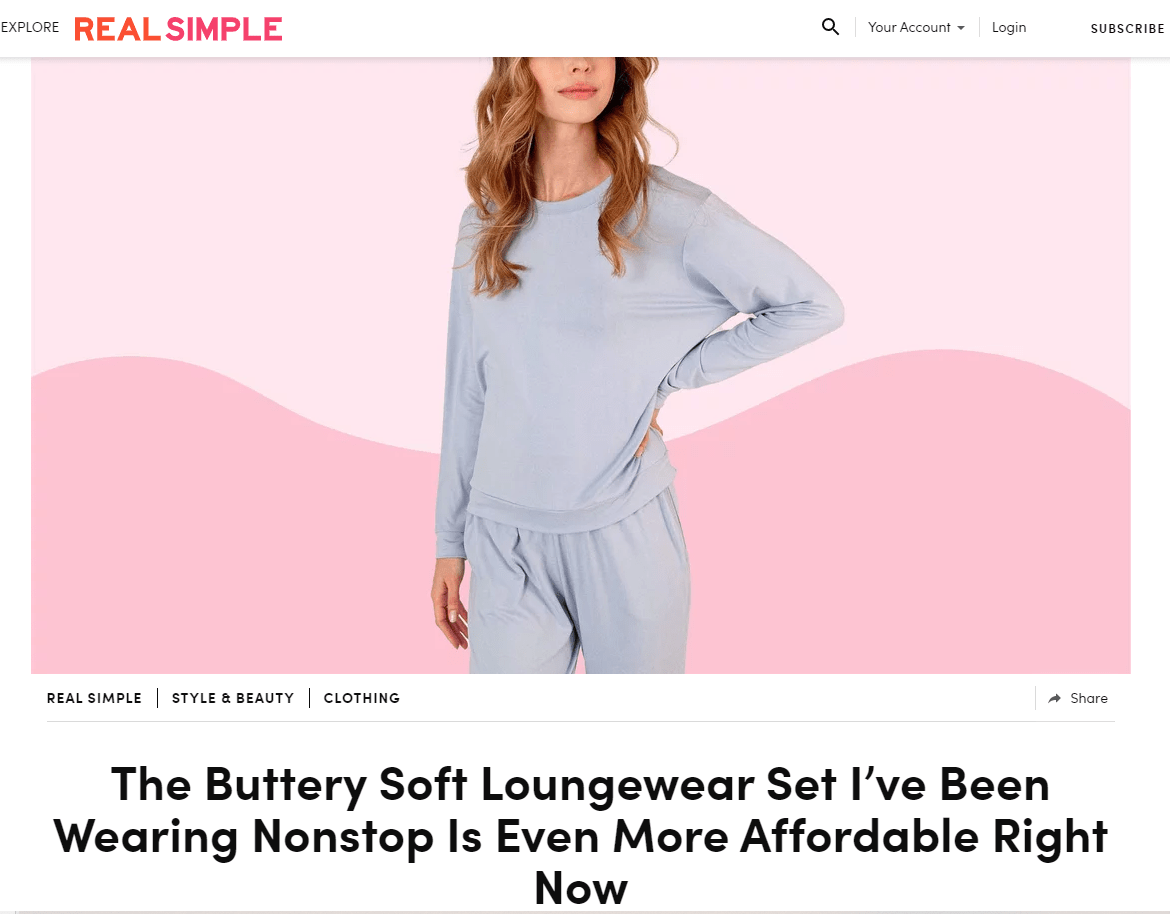 EXPLORE REAL SIMPLE Your Account Login SUBSCRIBE
REAL SIMPLE STYLE & BEAUTY CLOTHING Share
The Buttery Soft Loungewear Set I’ve Been
Wearing Nonstop Is Even More Affordable Right
Now